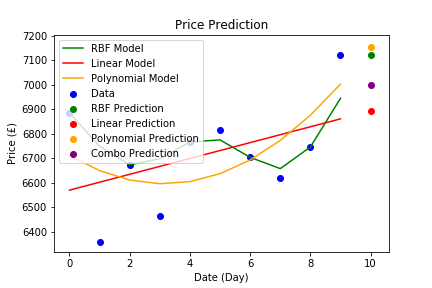 Price Prediction
7200
7100
7000
6900
6800
6700
6600
6500
6400
Price (£)
RBF Model
Linear Model
Polynomial Model
Data
RBF Prediction
Linear Prediction
Polynomial Prediction
Combo Prediction
0 2 4 6 8 10
Date (Day)